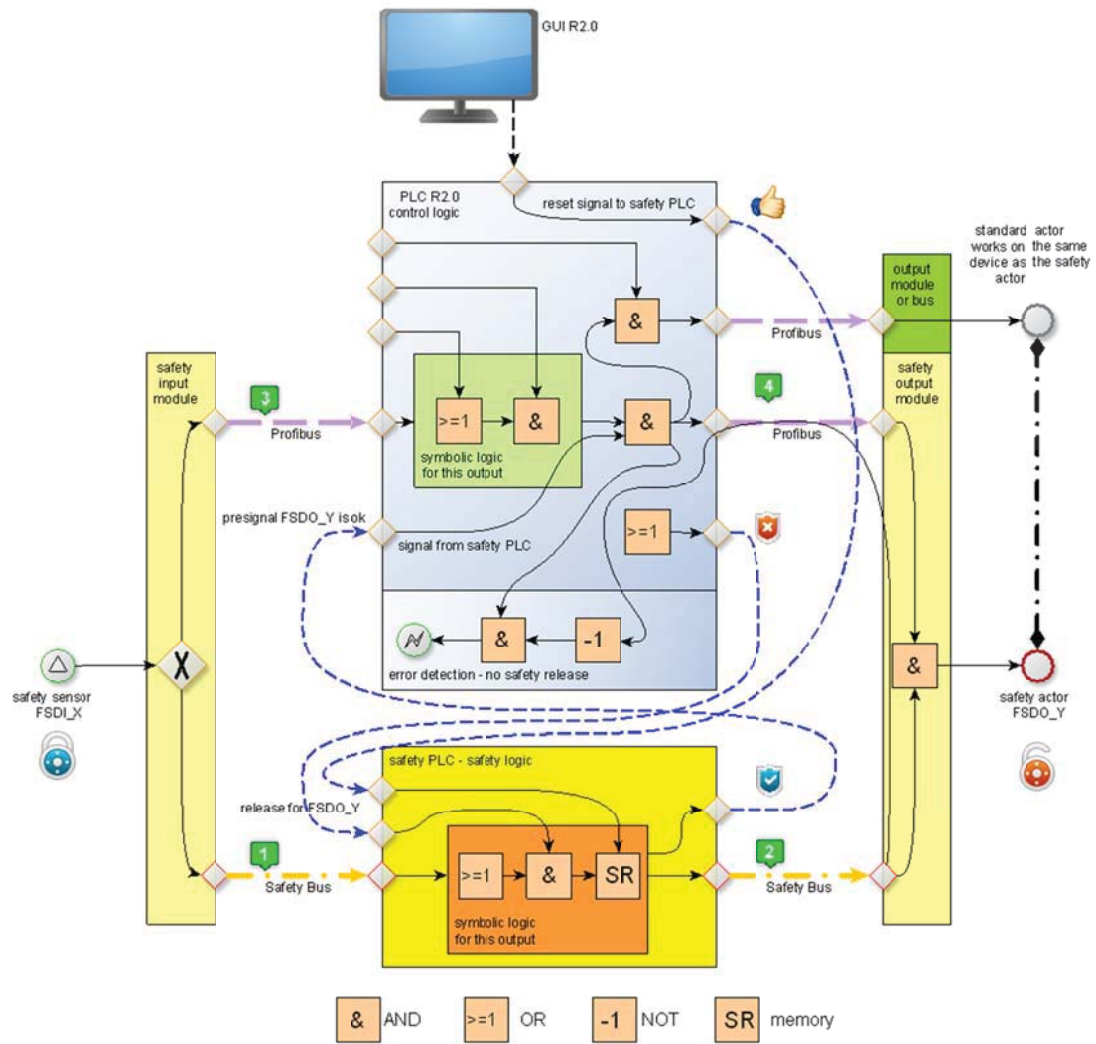 GUI R2.0
PLC R2.0
control logic
reset signal to safety PLC
standard actor
works on the same
device as the safety
actor
output
module
or bus
&
Profibus
safety
input
module
safety
output
module
3
4
>=1
&
&
Profibus
Profibus
symbolic logic
for this output
presignal FSDO_Y isok
signal from safety PLC
>=1
X
&
-1
&
error detection - no safety release
safety sensor
FSDI_X
safety actor
FSDO_Y
safety PLC - safety logic
release for FSDO_Y
1
2
>=1
&
SR
Safety Bus
Safety Bus
symbolic logic
for this output
& AND
>=1 OR
-1 NOT
SR memory